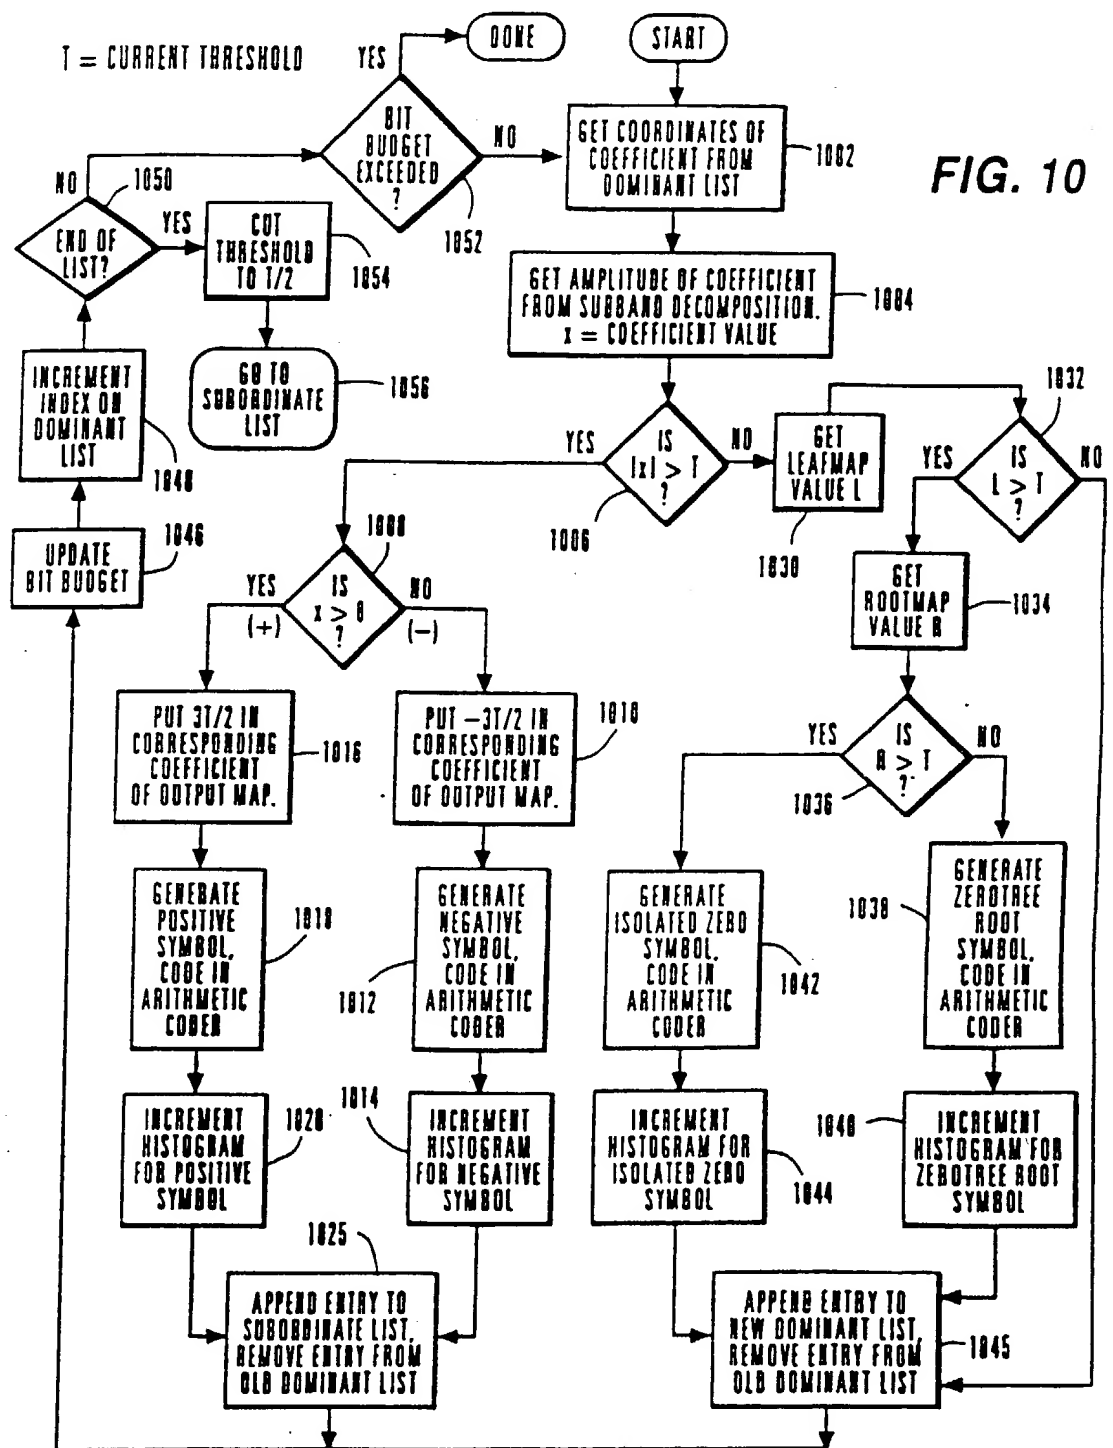 T = CURRENT THRESHOLD
YES
DONE
START
BIT
BUDGET
EXCEEDED
?
NO
1052
GET COORDINATES OF
COEFFICIENT FROM
DOMINANT LIST
1002
FIG. 10
NO
1050
END OF
LIST?
YES
CUT
THRESHOLD
TO T/2
1054
GET AMPLITUDE OF COEFFICIENT
FROM SUBBAND DECOMPOSITION.
x = COEFFICIENT VALUE
1004
GO TO
SUBORDINATE
LIST
1056
INCREMENT
INDEX ON
DOMINANT
LIST
1048
YES
IS
|x| > T
?
NO
1006
GET
LEAFMAP
VALUE L
1030
1032
YES
IS
L > T
?
NO
UPDATE
BIT BUDGET
1046
1008
YES
(+)
IS
x > 0
?
NO
(−)
GET
ROOTMAP
VALUE R
1034
PUT 3T/2 IN
CORRESPONDING
COEFFICIENT
OF OUTPUT MAP.
1016
PUT −3T/2 IN
CORRESPONDING
COEFFICIENT
OF OUTPUT MAP.
1010
YES
IS
R > T
?
NO
1036
GENERATE
POSITIVE
SYMBOL,
CODE IN
ARITHMETIC
CODER
1018
GENERATE
NEGATIVE
SYMBOL,
CODE IN
ARITHMETIC
CODER
1012
GENERATE
ISOLATED ZERO
SYMBOL,
CODE IN
ARITHMETIC
CODER
1042
GENERATE
ZEROTREE
ROOT
SYMBOL,
CODE IN
ARITHMETIC
CODER
1038
INCREMENT
HISTOGRAM
FOR POSITIVE
SYMBOL
1020
INCREMENT
HISTOGRAM
FOR NEGATIVE
SYMBOL
1014
INCREMENT
HISTOGRAM FOR
ISOLATED ZERO
SYMBOL
1044
INCREMENT
HISTOGRAM FOR
ZEROTREE ROOT
SYMBOL
1040
1025
APPEND ENTRY TO
SUBORDINATE LIST,
REMOVE ENTRY FROM
OLD DOMINANT LIST
APPEND ENTRY TO
NEW DOMINANT LIST,
REMOVE ENTRY FROM
OLD DOMINANT LIST
1045